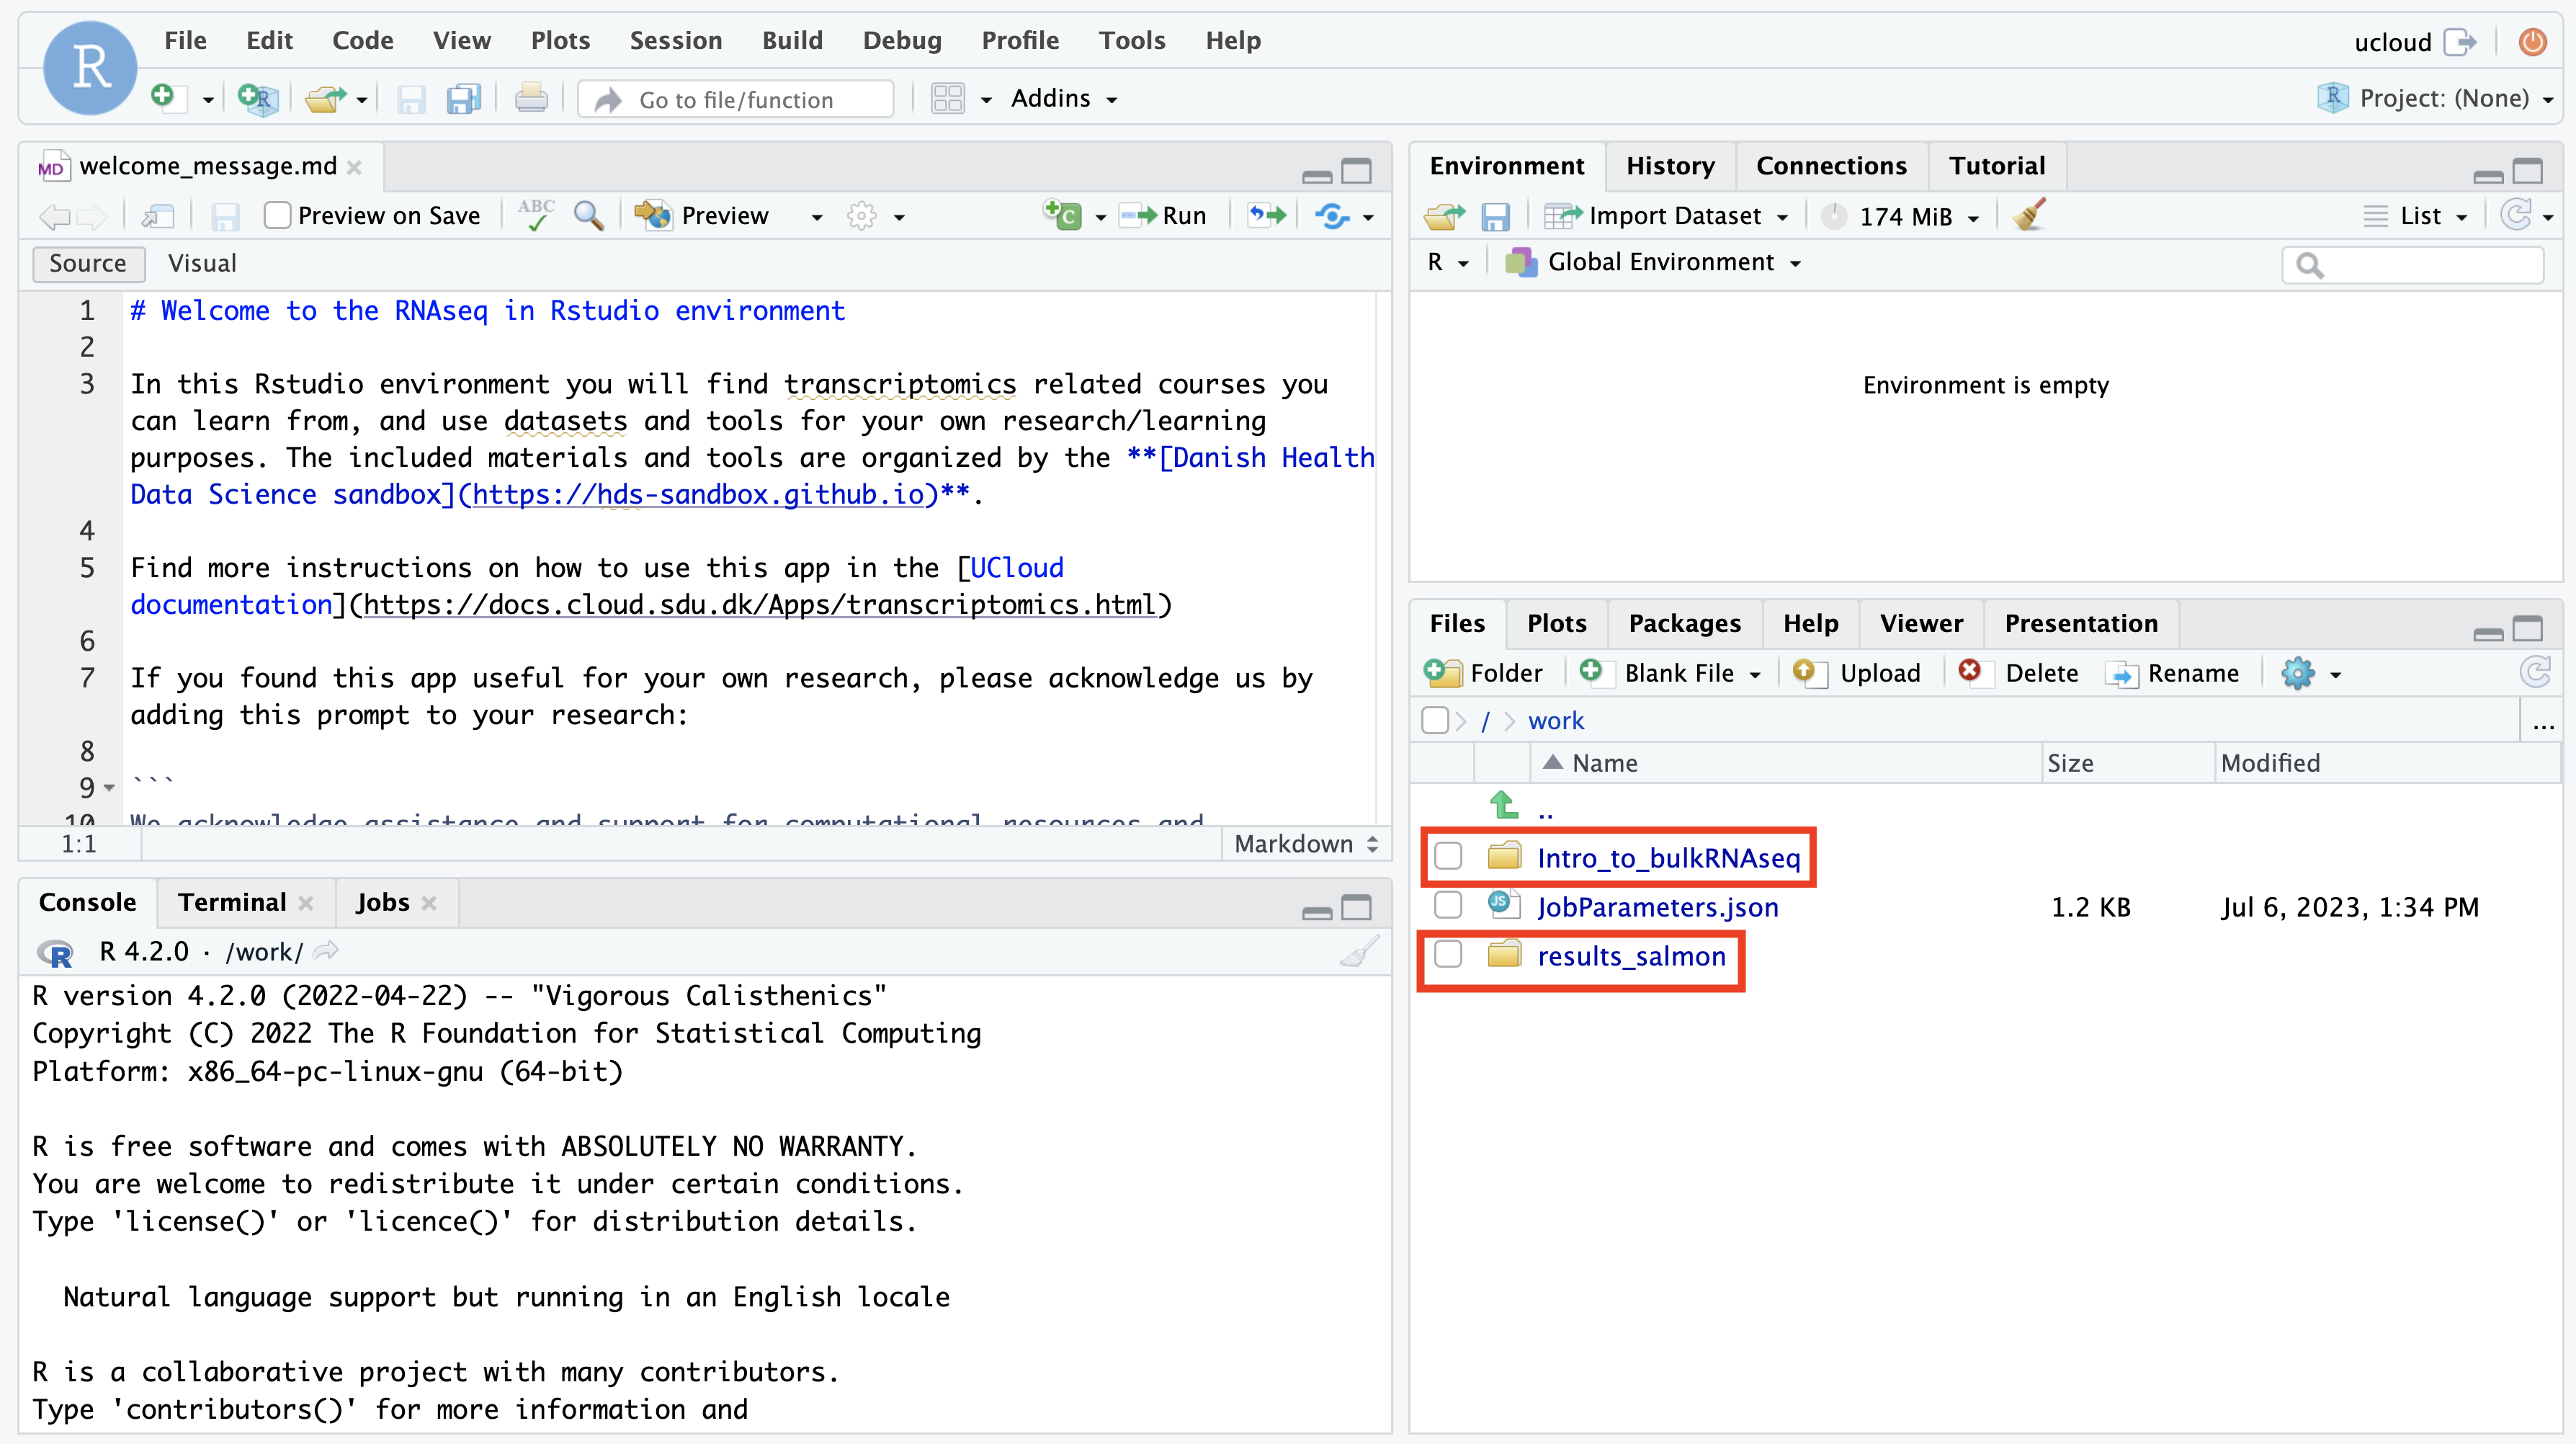 R File Edit Code View Plots Session Build Debug Profile Tools Help ucloud
Go to file/function Addins Project: (None)
MD welcome_message.md
Preview on Save ABC Preview C Run
Source Visual
1 # Welcome to the RNAseq in Rstudio environment
2
3 In this Rstudio environment you will find transcriptomics related courses you
can learn from, and use datasets and tools for your own research/learning
purposes. The included materials and tools are organized by the **[Danish Health
Data Science sandbox](https://hds-sandbox.github.io)**.
4
5 Find more instructions on how to use this app in the [UCloud
documentation](https://docs.cloud.sdu.dk/Apps/transcriptomics.html)
6
7 If you found this app useful for your own research, please acknowledge us by
adding this prompt to your research:
8
9 ```
10 We acknowledge assistance and support for computational resources and
1:1 Markdown
Console Terminal Jobs
R R 4.2.0 · /work/
R version 4.2.0 (2022-04-22) -- "Vigorous Calisthenics"
Copyright (C) 2022 The R Foundation for Statistical Computing
Platform: x86_64-pc-linux-gnu (64-bit)
R is free software and comes with ABSOLUTELY NO WARRANTY.
You are welcome to redistribute it under certain conditions.
Type 'license()' or 'licence()' for distribution details.
Natural language support but running in an English locale
R is a collaborative project with many contributors.
Type 'contributors()' for more information and
Environment History Connections Tutorial
Import Dataset 174 MiB List
R Global Environment
Environment is empty
Files Plots Packages Help Viewer Presentation
Folder Blank File Upload Delete Rename
/ work ...
Name Size Modified
..
Intro_to_bulkRNAseq
JS JobParameters.json 1.2 KB Jul 6, 2023, 1:34 PM
results_salmon